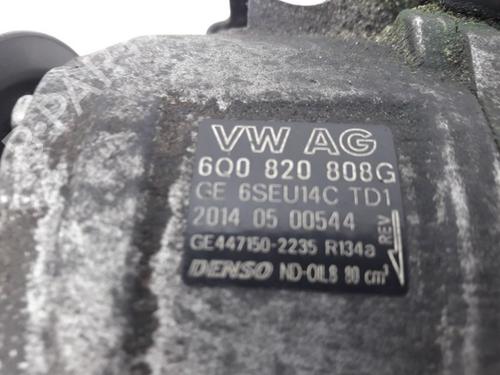 VW AG
6Q0 820 808G
GE 6SEU14C TD1
2014 05 00544
GE447150-2235 R134a
DENSO ND-OIL8 80 cm³
REV